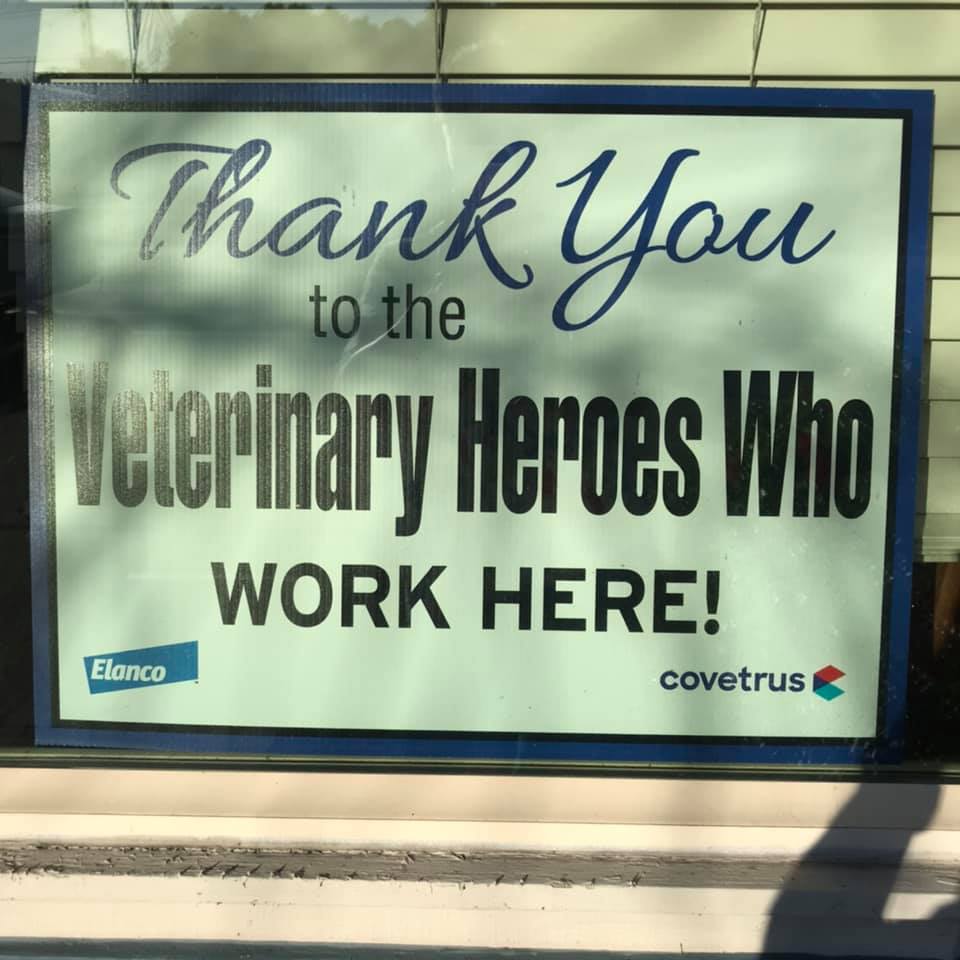 Thank You
to the
Veterinary Heroes Who
WORK HERE!
Elanco
covetrus